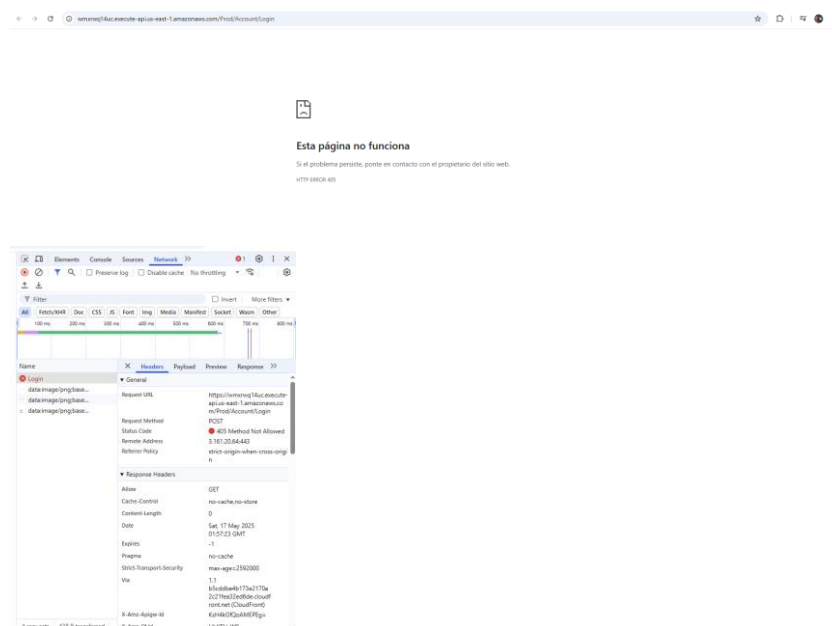 wmxrwq14uc.execute-api.us-east-1.amazonaws.com/Prod/Account/Login
Esta página no funciona
Si el problema persiste, ponte en contacto con el propietario del sitio web.
HTTP ERROR 405
Elements Console Sources Network 1
Preserve log Disable cache No throttling
Filter Invert More filters
All Fetch/XHR Doc CSS JS Font Img Media Manifest Socket Wasm Other
100 ms 200 ms 300 ms 400 ms 500 ms 600 ms 700 ms 800 ms
Name Headers Payload Preview Response
Login
data:image/png;base...
data:image/png;base...
data:image/png;base...
General
Request URL https://wmxrwq14uc.execute-
api.us-east-1.amazonaws.co
m/Prod/Account/Login
Request Method POST
Status Code 405 Method Not Allowed
Remote Address 3.161.20.64:443
Referrer Policy strict-origin-when-cross-origi
n
Response Headers
Allow GET
Cache-Control no-cache,no-store
Content-Length 0
Date Sat, 17 May 2025
01:57:23 GMT
Expires -1
Pragma no-cache
Strict-Transport-Security max-age=2592000
Via 1.1
ront.net (CloudFront)
X-Amz-Apigw-Id